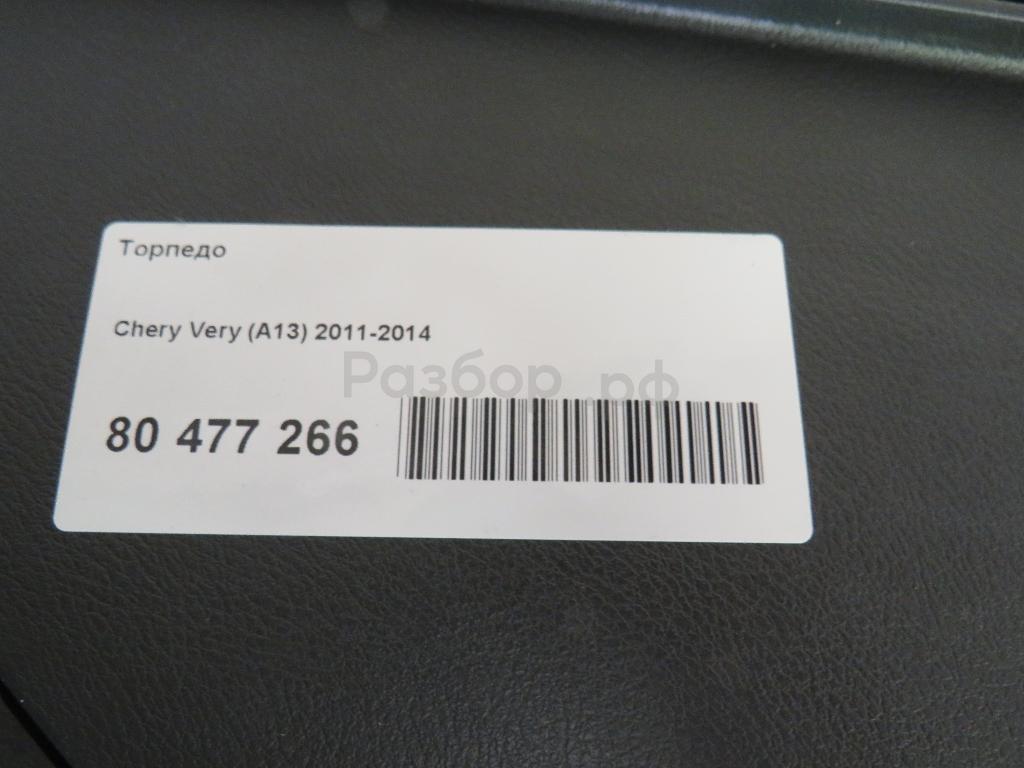 Торпедо
Chery Very (A13) 2011-2014
Разбор.рф
80 477 266